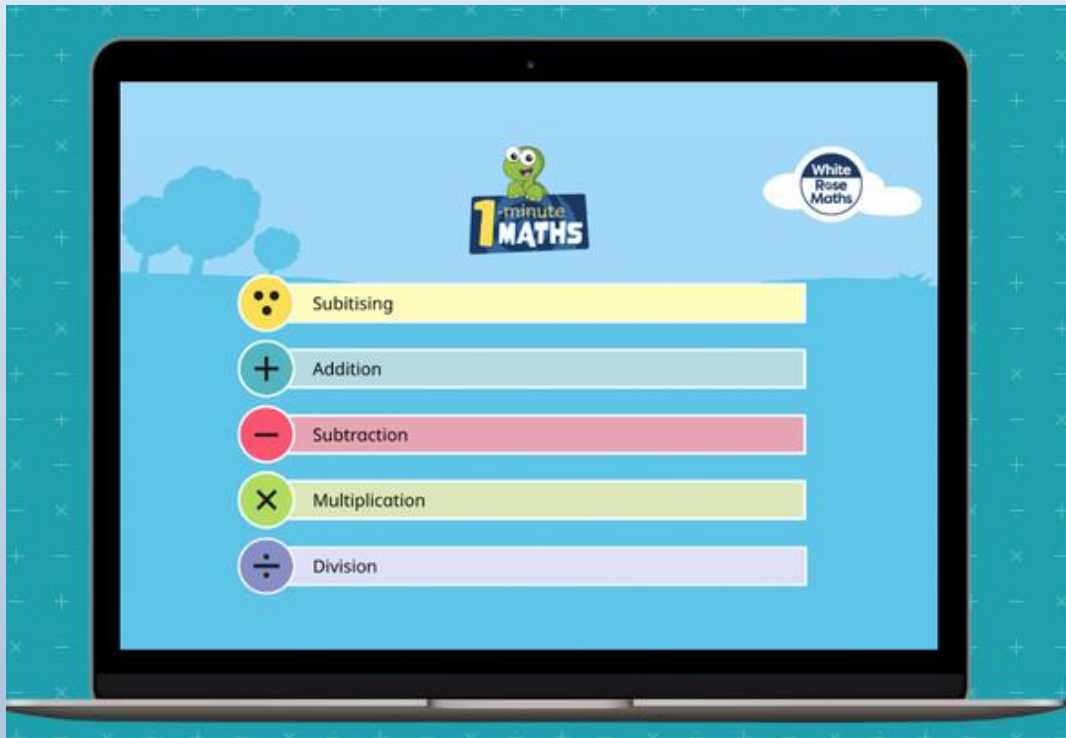 1-minute
MATHS
White
Rose
Maths
Subitising
+ Addition
− Subtraction
× Multiplication
÷ Division